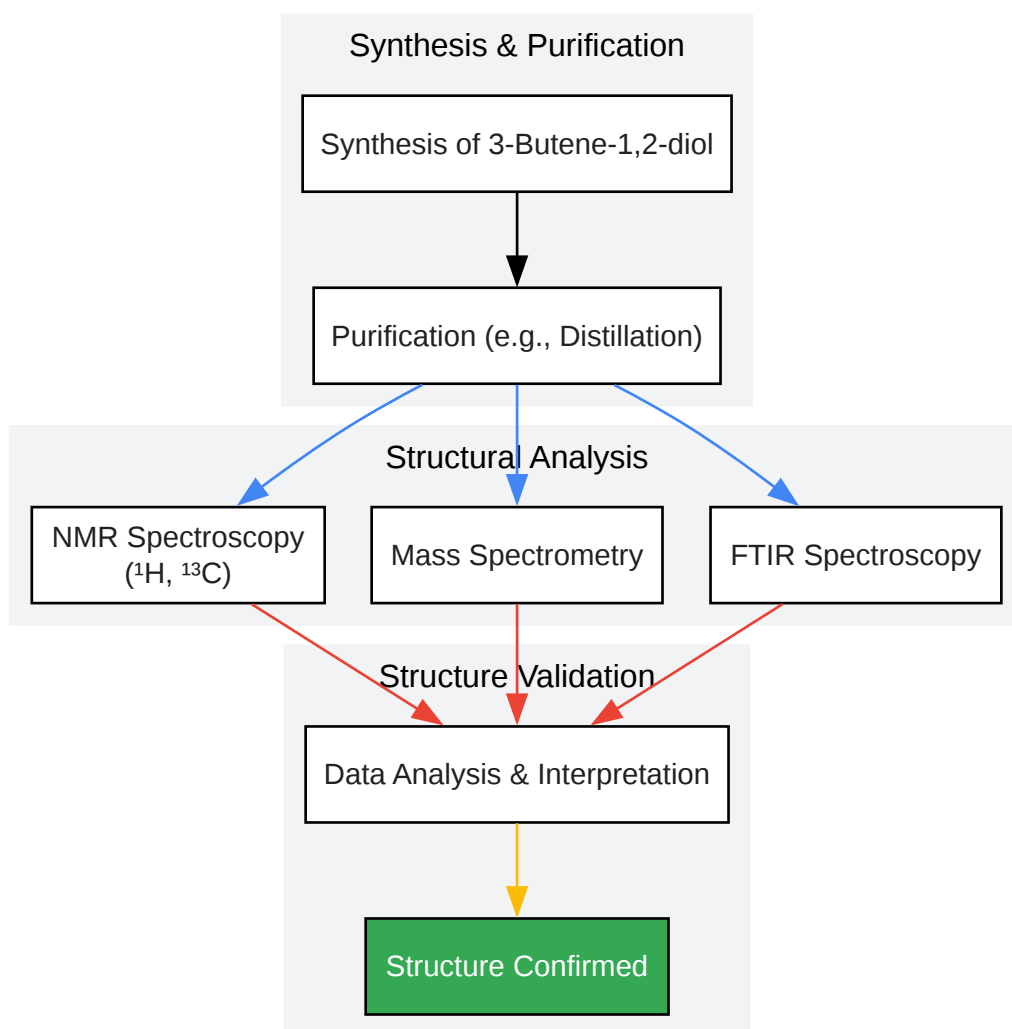 Synthesis & Purification
Synthesis of 3-Butene-1,2-diol
Purification (e.g., Distillation)
Structural Analysis
NMR Spectroscopy
(¹H, ¹³C)
Mass Spectrometry
FTIR Spectroscopy
Structure Validation
Data Analysis & Interpretation
Structure Confirmed